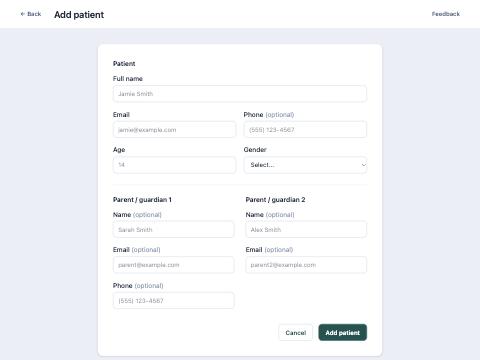 ← Back Add patient Feedback
Patient
Full name
Jamie Smith
Email Phone (optional)
jamie@example.com (555) 123-4567
Age Gender
14 Select...
Parent / guardian 1 Parent / guardian 2
Name (optional) Name (optional)
Sarah Smith Alex Smith
Email (optional) Email (optional)
parent@example.com parent2@example.com
Phone (optional)
(555) 123-4567
Cancel Add patient